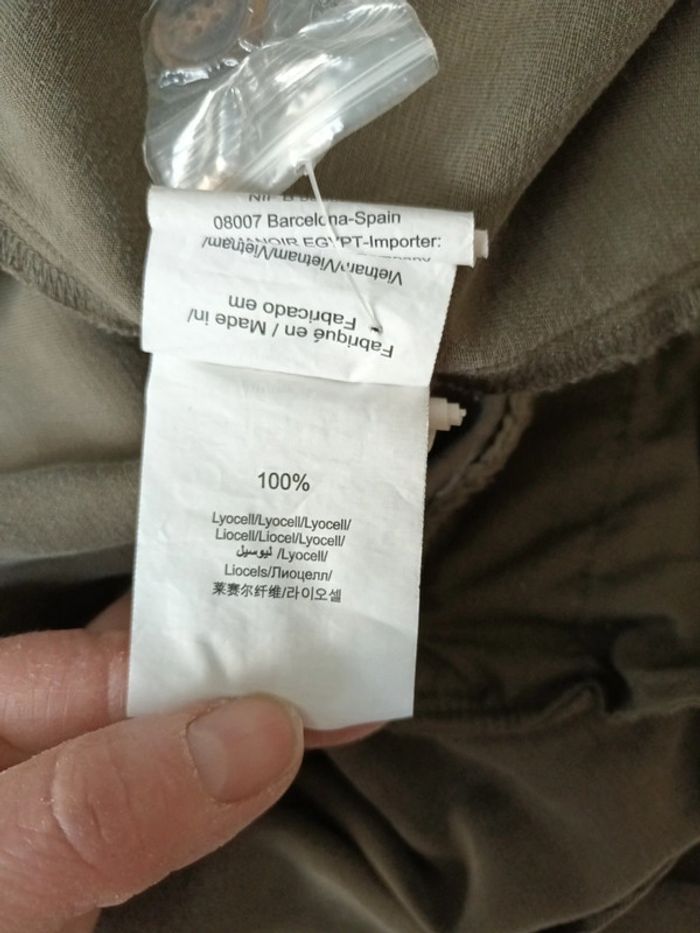 08007 Barcelona-Spain
EGYPT-Importer:
Vietnam/Vietnam/Vietnam/
Fabriqué en / Made in/
Fabricado em
100%
Lyocell/Lyocell/Lyocell/
Liocell/Liocel/Lyocell/
ليوسيل /Lyocell/
Liocels/Лиоцелл/
莱赛尔纤维/라이오셀